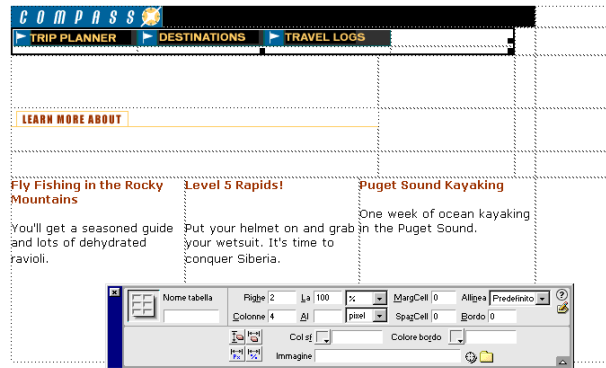 COMPASS
TRIP PLANNER DESTINATIONS TRAVEL LOGS
LEARN MORE ABOUT
Fly Fishing in the Rocky Mountains
You'll get a seasoned guide
and lots of dehydrated
ravioli.
Level 5 Rapids!
Put your helmet on and grab
your wetsuit. It's time to
conquer Siberia.
Puget Sound Kayaking
One week of ocean kayaking
in the Puget Sound.
Nome tabella Righe 2 La 100 % MargCell 0 Allinea Predefinito
Colonne 4 Al pixel SpazCell 0 Bordo 0
Col sf Colore bordo
Immagine